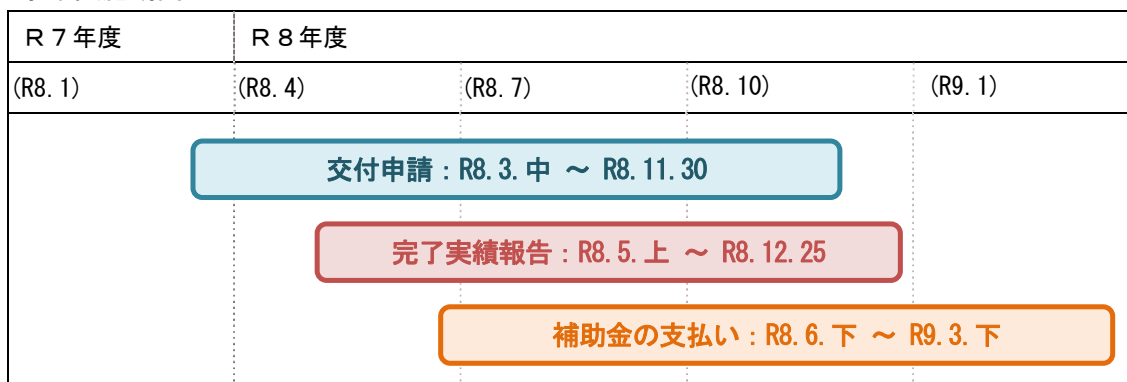 Ｒ７年度 Ｒ８年度
(R8.1) (R8.4) (R8.7) (R8.10) (R9.1)
交付申請：R8.3.中 ～ R8.11.30
完了実績報告：R8.5.上 ～ R8.12.25
補助金の支払い：R8.6.下 ～ R9.3.下